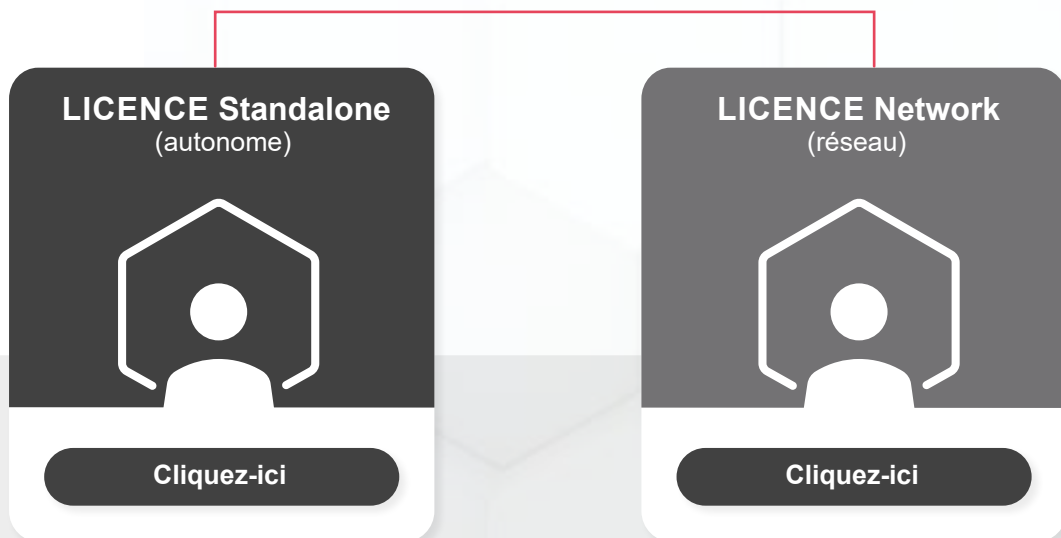 LICENCE Standalone
(autonome)
Cliquez-ici
LICENCE Network
(réseau)
Cliquez-ici